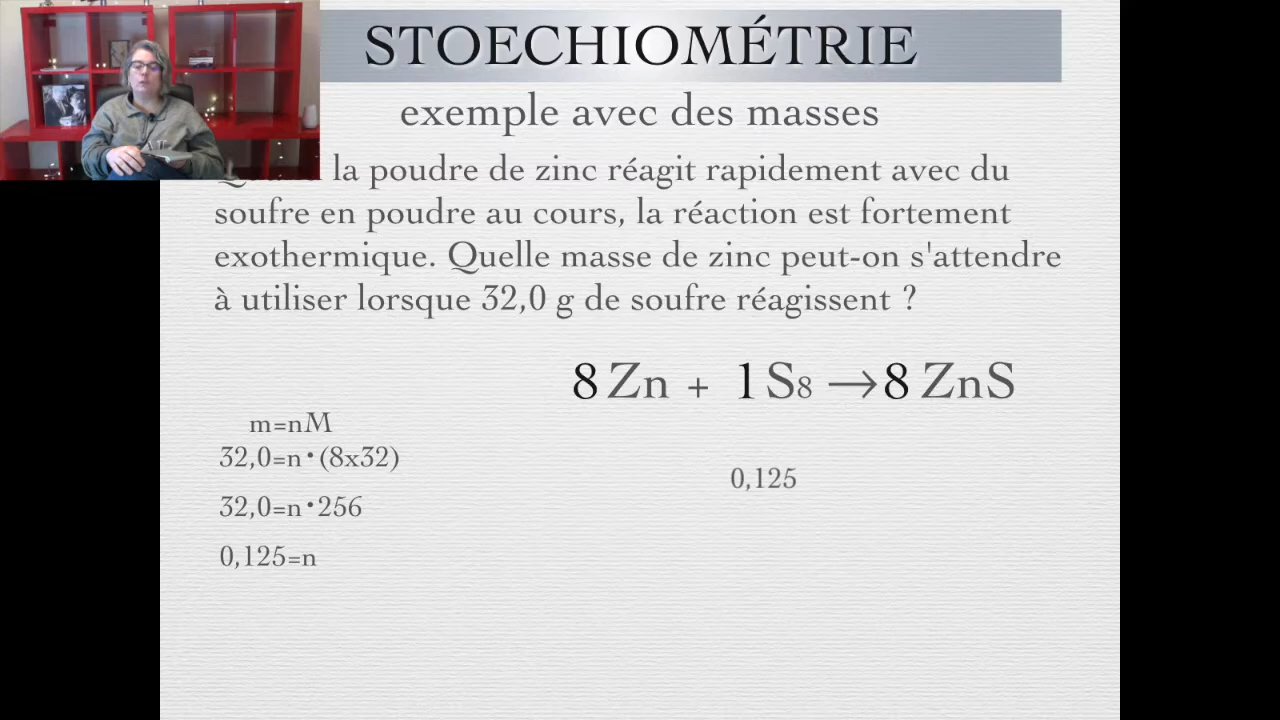 STOECHIOMÉTRIE
exemple avec des masses
la poudre de zinc réagit rapidement avec du
soufre en poudre au cours, la réaction est fortement
exothermique. Quelle masse de zinc peut-on s'attendre
à utiliser lorsque 32,0 g de soufre réagissent ?
8 Zn + 1 S8 → 8 ZnS
m=nM
32,0=n·(8x32)
0,125
32,0=n·256
0,125=n